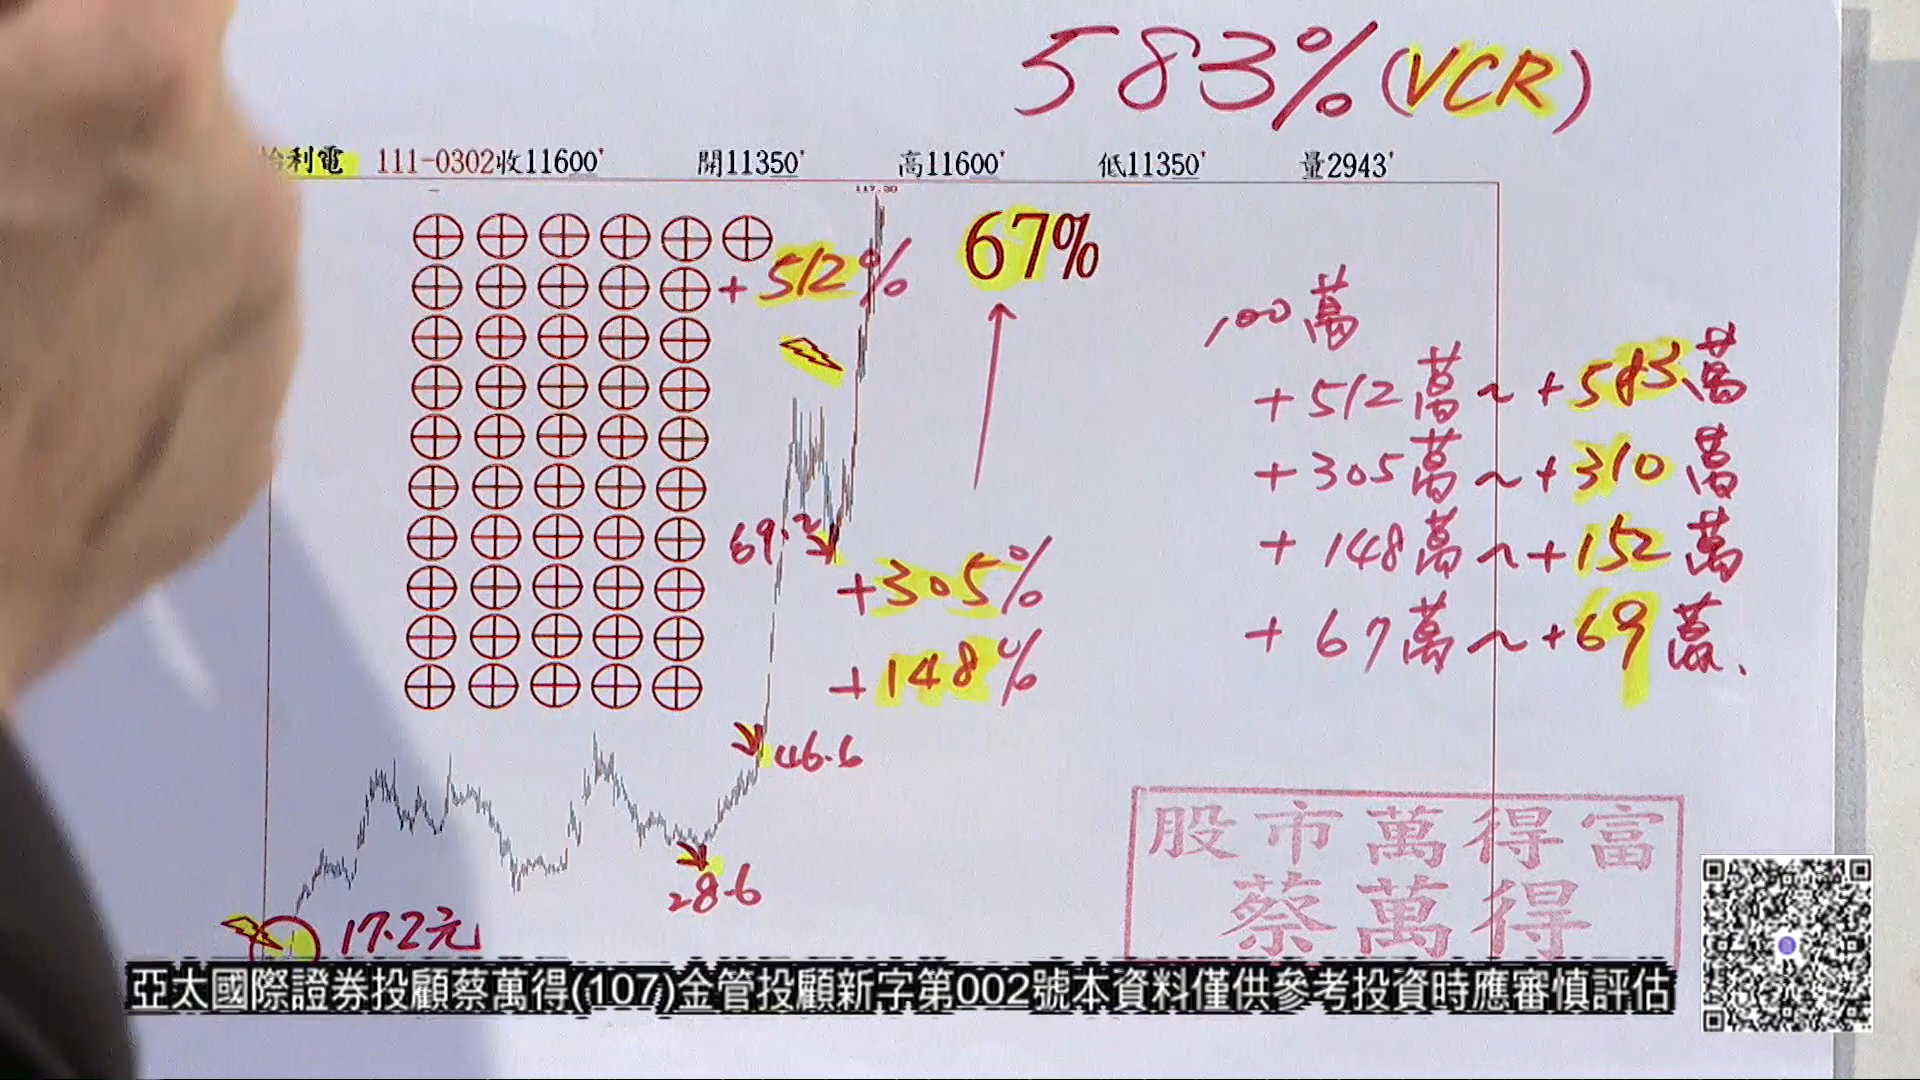 583%(VCR)
利電 111-0302收11600' 開11350' 高11600' 低11350' 量2943'
117.30
67%
+512%
100萬
+512萬~+583萬
+305萬~+310萬
+148萬~+152萬
+67萬~+69萬.
69.2
+305%
+148%
46.6
28.6
17.2元
股市萬得富
蔡萬得
亞太國際證券投顧蔡萬得(107)金管投顧新字第002號本資料僅供參考投資時應審慎評估